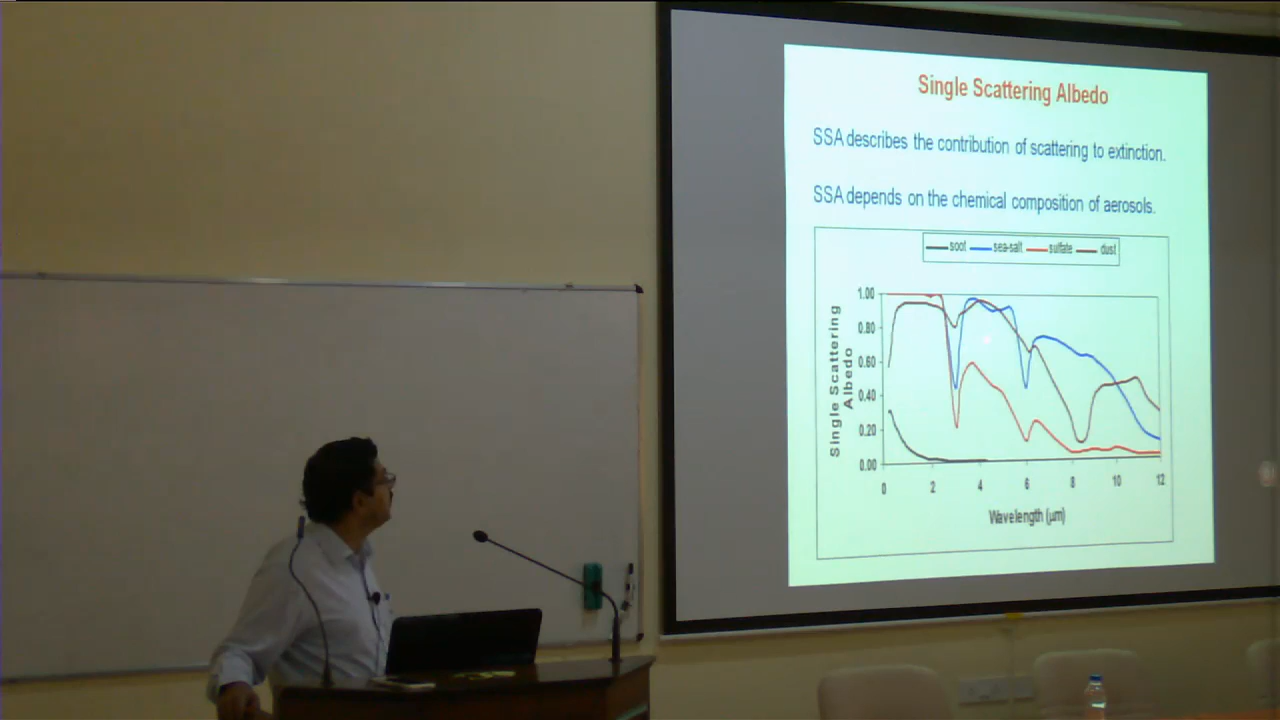 Single Scattering Albedo
SSA describes the contribution of scattering to extinction.
SSA depends on the chemical composition of aerosols.
soot sea-salt sulfate dust
Single Scattering
Albedo
1.00
0.80
0.60
0.40
0.20
0.00
0 2 4 6 8 10 12
Wavelength (µm)